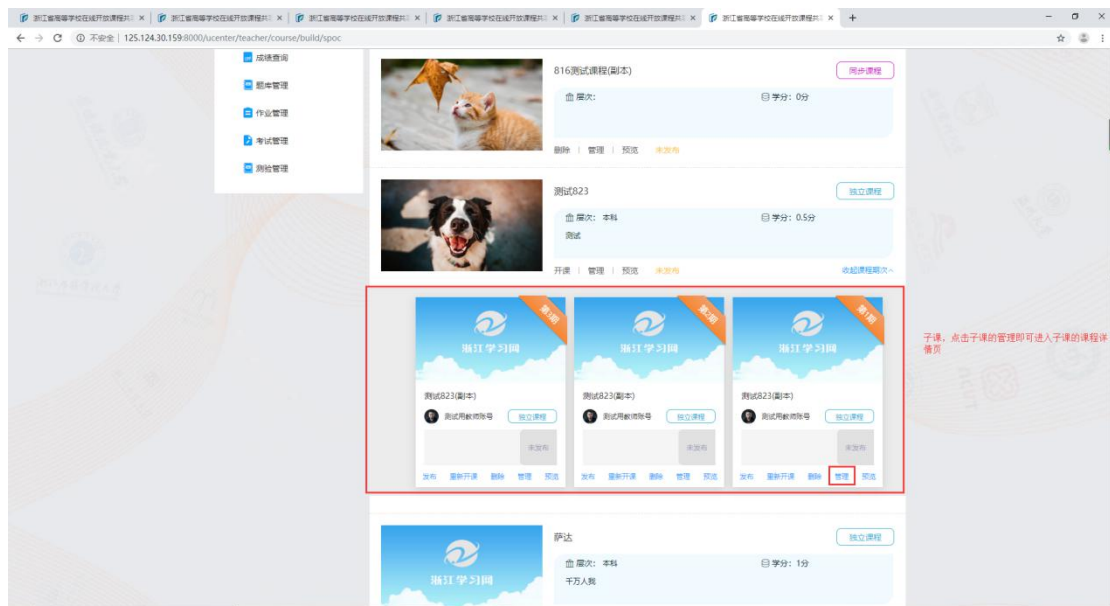 浙江省高等学校在线开放课程共 浙江省高等学校在线开放课程共 浙江省高等学校在线开放课程共 浙江省高等学校在线开放课程共 浙江省高等学校在线开放课程共 浙江省高等学校在线开放课程共
不安全 | 125.124.30.159:8000/ucenter/teacher/course/build/spoc
成绩查询
题库管理
作业管理
考试管理
测验管理
816测试课程(副本) 同步课程
层次: 学分: 0分
删除 | 管理 | 预览 未发布
测试823 独立课程
层次: 本科 学分: 0.5分
测试
开课 | 管理 | 预览 未发布 收起课程期次
第3期 第2期 第1期
浙江学习网 浙江学习网 浙江学习网
测试823(副本) 测试823(副本) 测试823(副本)
测试用教师账号 独立课程 测试用教师账号 独立课程 测试用教师账号 独立课程
未发布 未发布 未发布
发布 重新开课 删除 管理 预览 发布 重新开课 删除 管理 预览 发布 重新开课 删除 管理 预览
子课，点击子课的管理即可进入子课的课程详
情页
萨达 独立课程
层次: 本科 学分: 1分
千万人我
浙江学习网